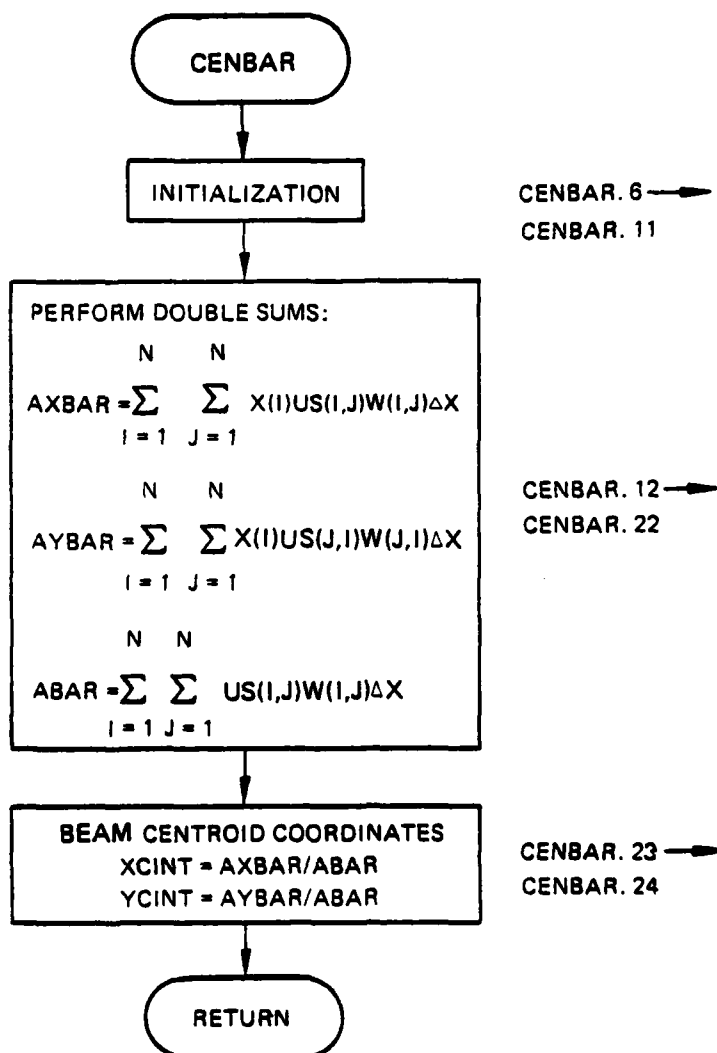 CENBAR
INITIALIZATION
CENBAR. 6
CENBAR. 11
PERFORM DOUBLE SUMS:
N N
AXBAR = Σ Σ X(I)US(I,J)W(I,J)ΔX
I = 1 J = 1
N N
AYBAR = Σ Σ X(I)US(J,I)W(J,I)ΔX
I = 1 J = 1
N N
ABAR = Σ Σ US(I,J)W(I,J)ΔX
I = 1 J = 1
CENBAR. 12
CENBAR. 22
BEAM CENTROID COORDINATES
XCINT = AXBAR/ABAR
YCINT = AYBAR/ABAR
CENBAR. 23
CENBAR. 24
RETURN